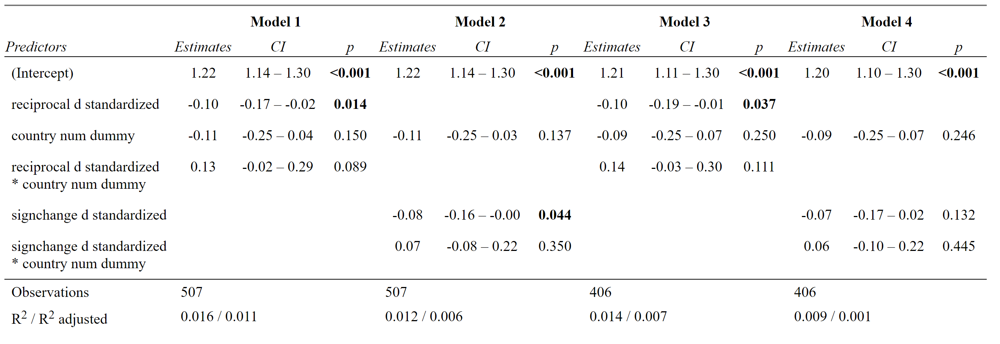 Model 1 Model 2 Model 3 Model 4
Predictors Estimates CI p Estimates CI p Estimates CI p Estimates CI p
(Intercept) 1.22 1.14 – 1.30 <0.001 1.22 1.14 – 1.30 <0.001 1.21 1.11 – 1.30 <0.001 1.20 1.10 – 1.30 <0.001
reciprocal d standardized -0.10 -0.17 – -0.02 0.014 -0.10 -0.19 – -0.01 0.037
country num dummy -0.11 -0.25 – 0.04 0.150 -0.11 -0.25 – 0.03 0.137 -0.09 -0.25 – 0.07 0.250 -0.09 -0.25 – 0.07 0.246
reciprocal d standardized 0.13 -0.02 – 0.29 0.089 0.14 -0.03 – 0.30 0.111
* country num dummy
signchange d standardized -0.08 -0.16 – -0.00 0.044 -0.07 -0.17 – 0.02 0.132
signchange d standardized 0.07 -0.08 – 0.22 0.350 0.06 -0.10 – 0.22 0.445
* country num dummy
Observations 507 507 406 406
R2 / R2 adjusted 0.016 / 0.011 0.012 / 0.006 0.014 / 0.007 0.009 / 0.001